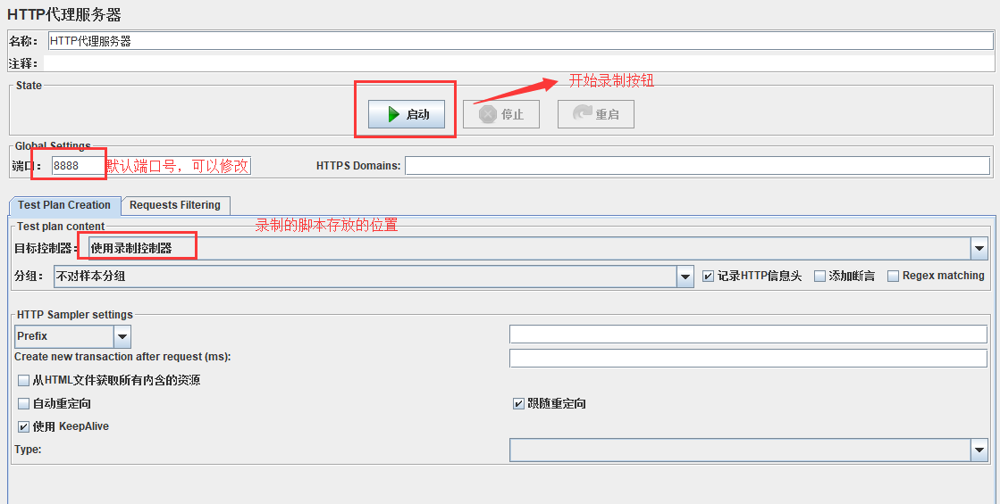 HTTP代理服务器
名称： HTTP代理服务器
注释：
State
开始录制按钮
启动 停止 重启
Global Settings
端口： 8888 默认端口号，可以修改 HTTPS Domains:
Test Plan Creation Requests Filtering
录制的脚本存放的位置
Test plan content
目标控制器： 使用录制控制器
分组： 不对样本分组 记录HTTP信息头 添加断言 Regex matching
HTTP Sampler settings
Prefix
Create new transaction after request (ms):
从HTML文件获取所有内含的资源
自动重定向 跟随重定向
使用 KeepAlive
Type: